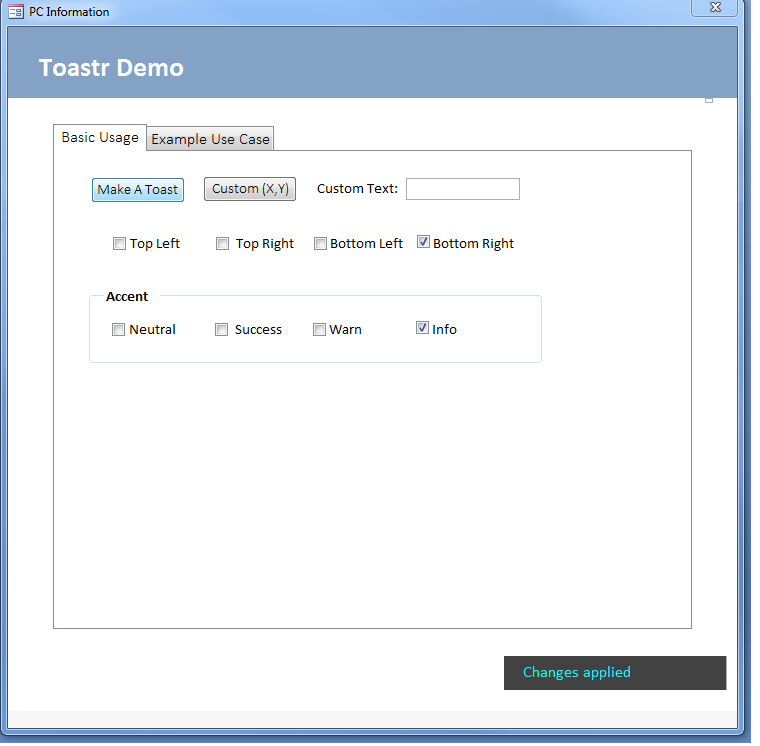 PC Information
Toastr Demo
Basic Usage Example Use Case
Make A Toast Custom (X,Y) Custom Text:
Top Left Top Right Bottom Left Bottom Right
Accent
Neutral Success Warn Info
Changes applied